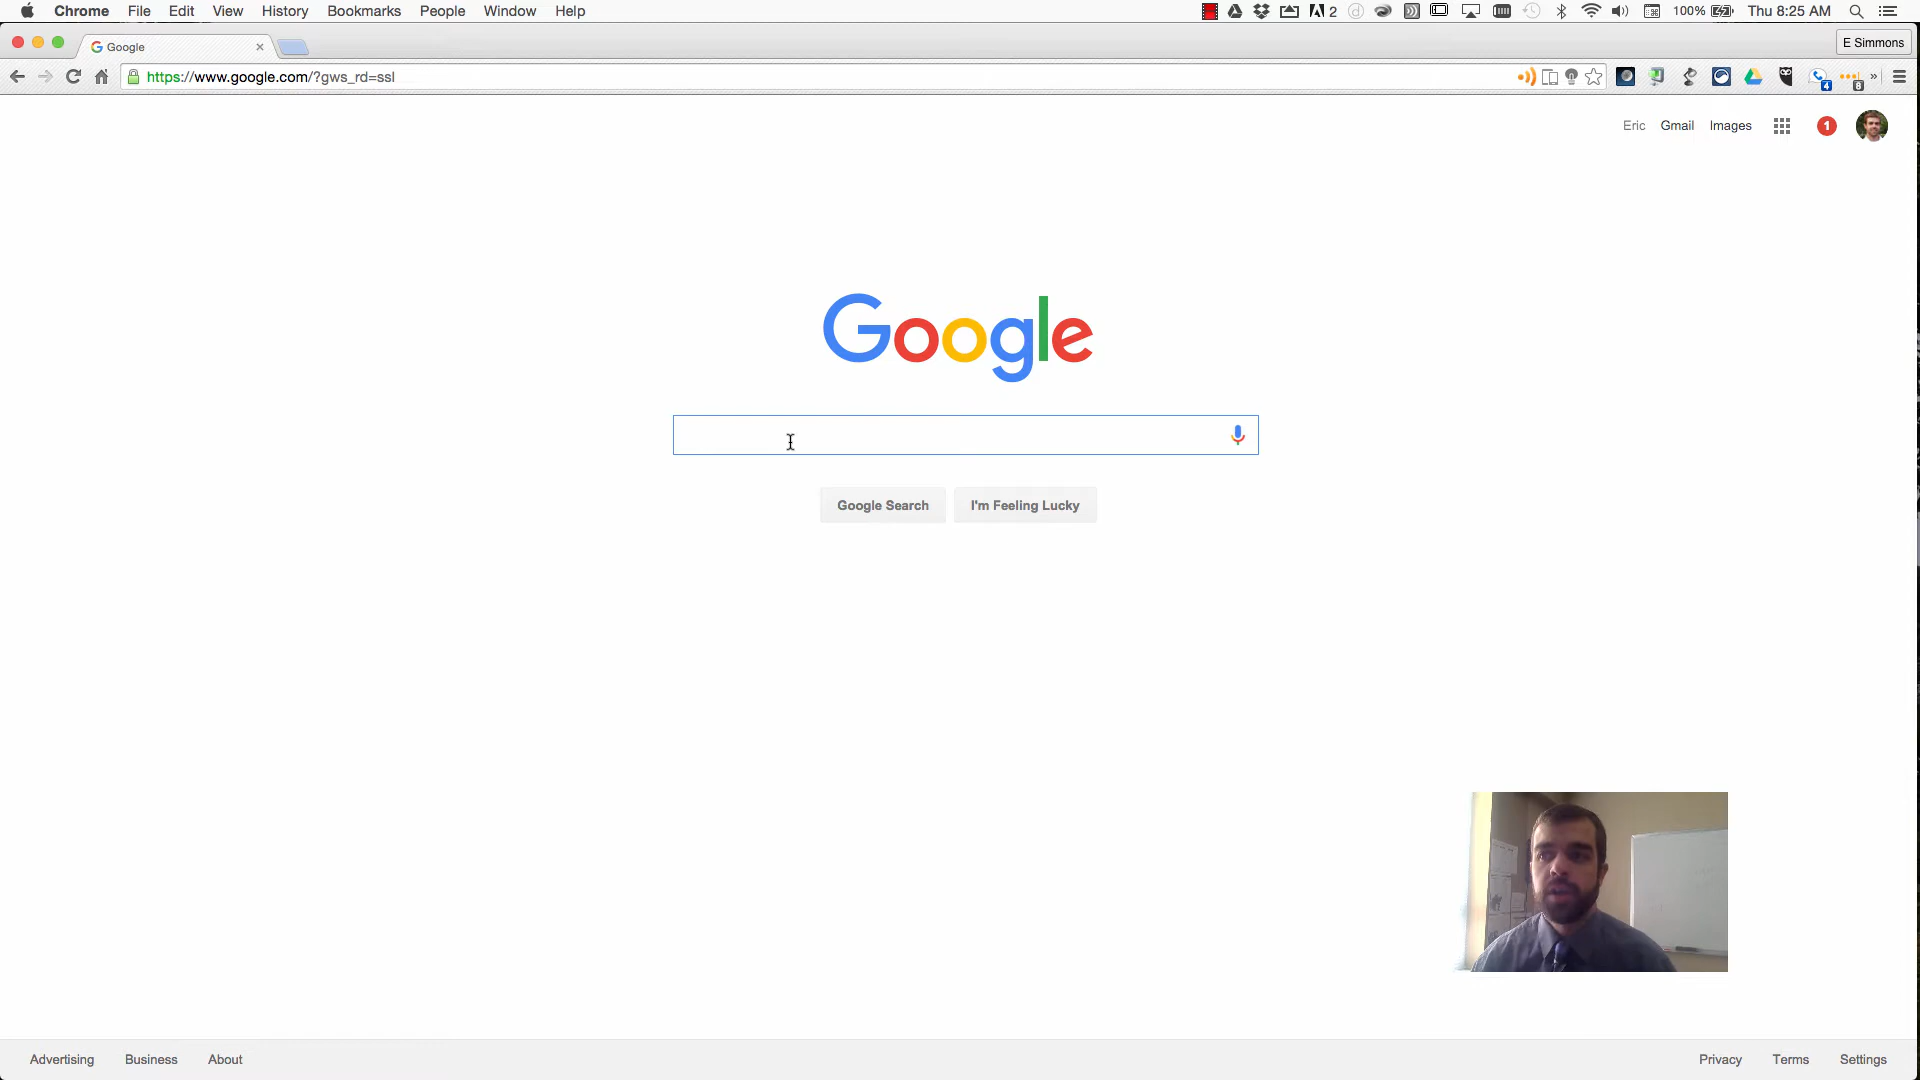 Chrome File Edit View History Bookmarks People Window Help 2 100% Thu 8:25 AM
Google E Simmons
https://www.google.com/?gws_rd=ssl 4 8
Eric Gmail Images 1
Google
Google Search I'm Feeling Lucky
Advertising Business About Privacy Terms Settings